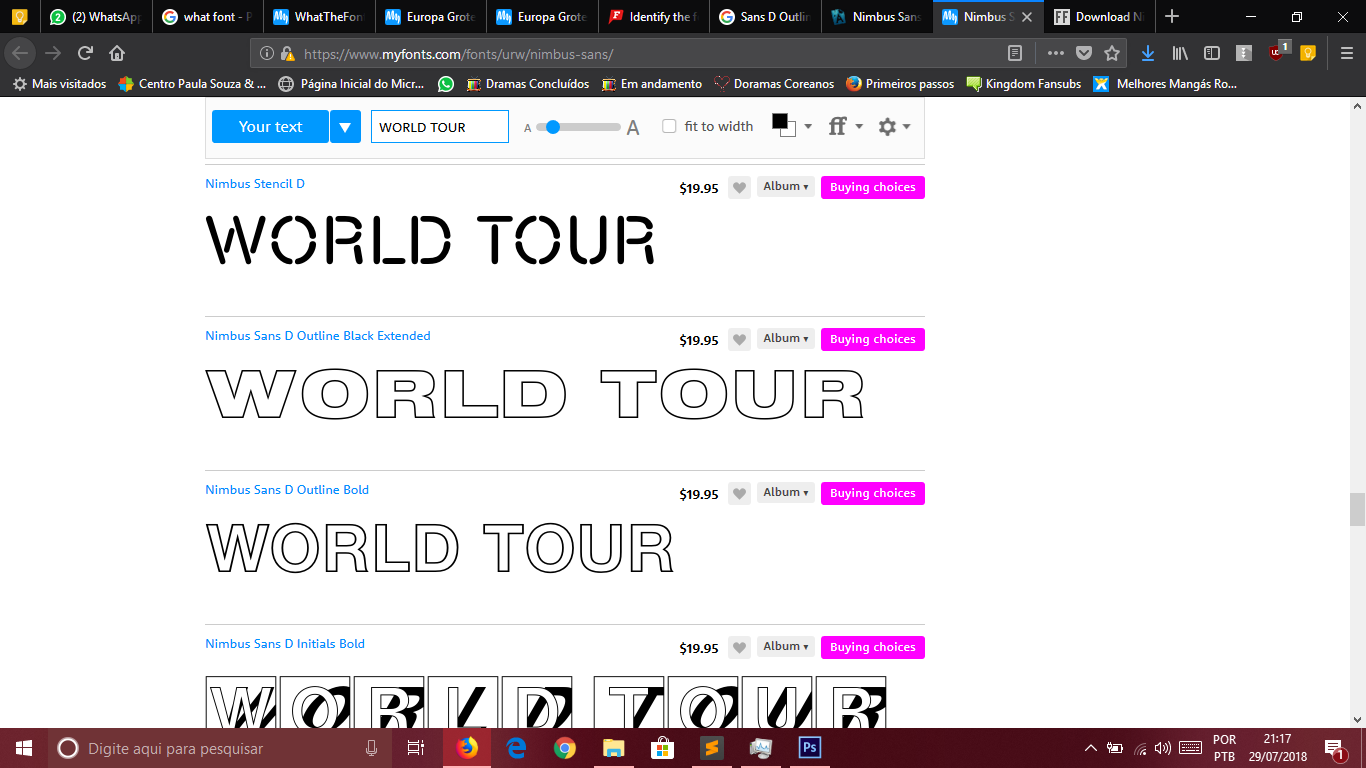 (2) WhatsApp
what font - P
WhatTheFon
Europa Grote
Europa Grote
Identify the f
Sans D Outlin
Nimbus Sans
Nimbus S
Download Ni
https://www.myfonts.com/fonts/urw/nimbus-sans/
1
Mais visitados
Centro Paula Souza & ...
Página Inicial do Micr...
Doramas Concluídos
Em andamento
Doramas Coreanos
Primeiros passos
Kingdom Fansubs
Melhores Mangás Ro...
Your text
WORLD TOUR
A
A
fit to width
ff
Nimbus Stencil D
$19.95
Album
Buying choices
WORLD TOUR
Nimbus Sans D Outline Black Extended
$19.95
Album
Buying choices
WORLD TOUR
Nimbus Sans D Outline Bold
$19.95
Album
Buying choices
WORLD TOUR
Nimbus Sans D Initials Bold
$19.95
Album
Buying choices
WORLD TOUR
Digite aqui para pesquisar
Ps
POR
PTB
21:17
29/07/2018
1